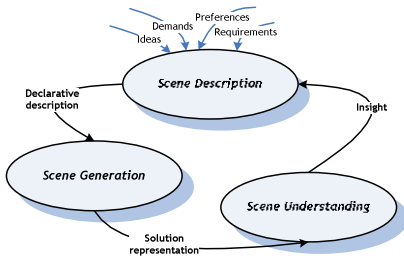 Preferences
Demands
Requirements
Ideas
Scene Description
Declarative
description
Insight
Scene Generation
Scene Understanding
Solution
representation